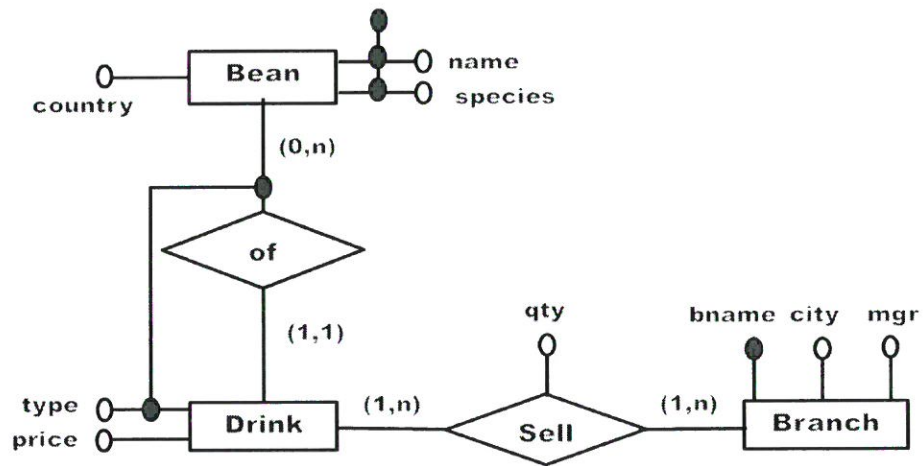 name
Bean
species
country
(0,n)
of
qty
bname city mgr
(1,1)
type
(1,n)
(1,n)
Drink
Sell
Branch
price